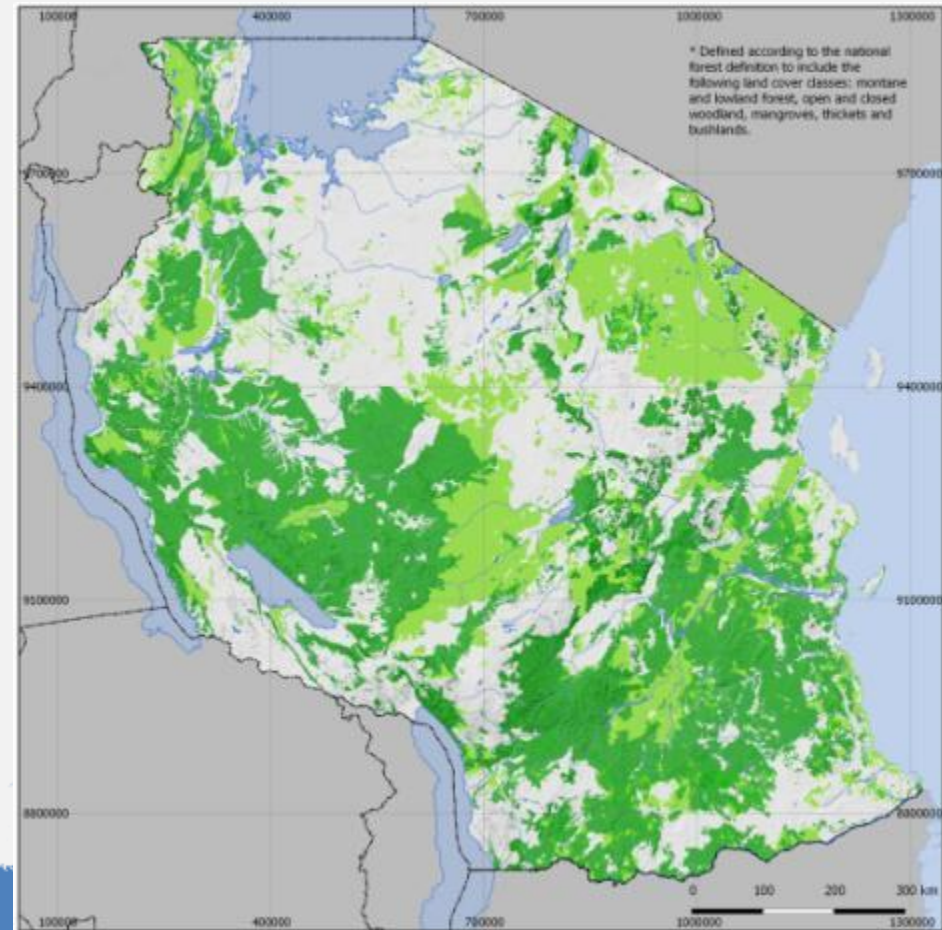 100000 400000 700000 1000000 1300000
* Defined according to the national
forest definition to include the
following land cover classes: montane
and lowland forest, open and closed
woodland, mangroves, thickets and
bushlands.
9700000 9700000
9400000 9400000
9100000 9100000
8800000 8800000
0 100 200 300 km
100000 400000 700000 1000000 1300000